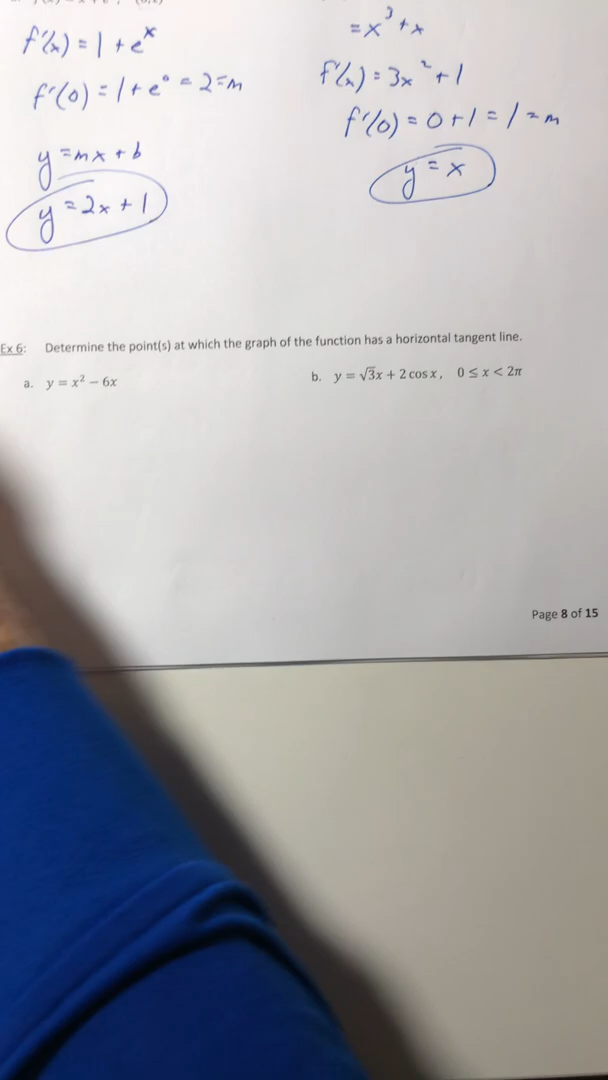 f'(x) = 1 + e^x
f'(0) = 1 + e^0 = 2 = m
y = mx + b
y = 2x + 1
= x^3 + x
f'(x) = 3x^2 + 1
f'(0) = 0 + 1 = 1 = m
y = x
Ex 6: Determine the point(s) at which the graph of the function has a horizontal tangent line.
a. y = x² − 6x
b. y = √3x + 2 cos x, 0 ≤ x < 2π
Page 8 of 15